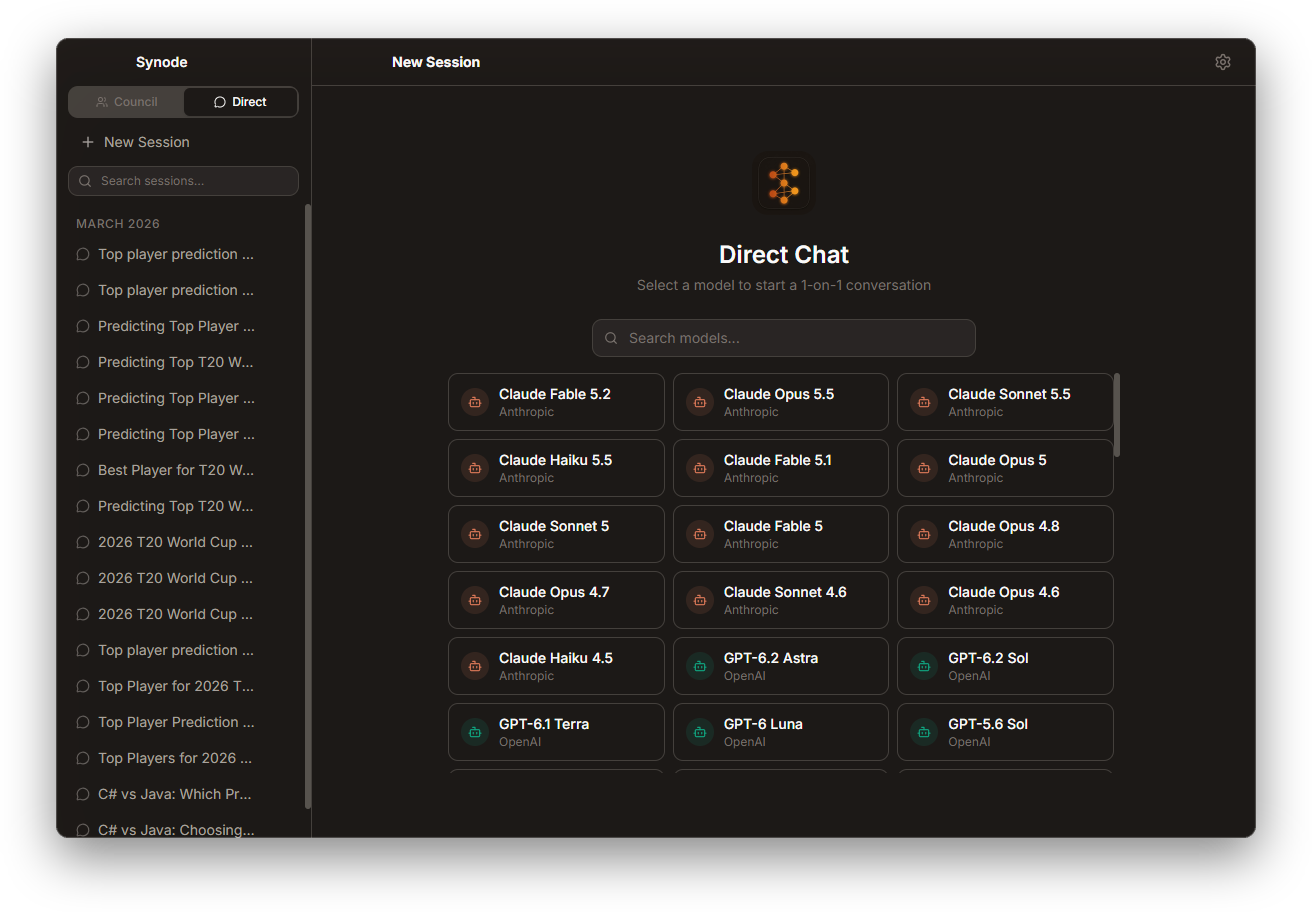 Synode
New Session
Council
Direct
New Session
Search sessions...
MARCH 2026
Top player prediction ...
Top player prediction ...
Predicting Top Player ...
Predicting Top T20 W...
Predicting Top Player ...
Predicting Top Player ...
Best Player for T20 W...
Predicting Top T20 W...
2026 T20 World Cup ...
2026 T20 World Cup ...
2026 T20 World Cup ...
Top player prediction ...
Top Player for 2026 T...
Top Player Prediction ...
Top Players for 2026 ...
C# vs Java: Which Pr...
C# vs Java: Choosing...
Direct Chat
Select a model to start a 1-on-1 conversation
Search models...
Claude Fable 5.2
Anthropic
Claude Opus 5.5
Anthropic
Claude Sonnet 5.5
Anthropic
Claude Haiku 5.5
Anthropic
Claude Fable 5.1
Anthropic
Claude Opus 5
Anthropic
Claude Sonnet 5
Anthropic
Claude Fable 5
Anthropic
Claude Opus 4.8
Anthropic
Claude Opus 4.7
Anthropic
Claude Sonnet 4.6
Anthropic
Claude Opus 4.6
Anthropic
Claude Haiku 4.5
Anthropic
GPT-6.2 Astra
OpenAI
GPT-6.2 Sol
OpenAI
GPT-6.1 Terra
OpenAI
GPT-6 Luna
OpenAI
GPT-5.6 Sol
OpenAI